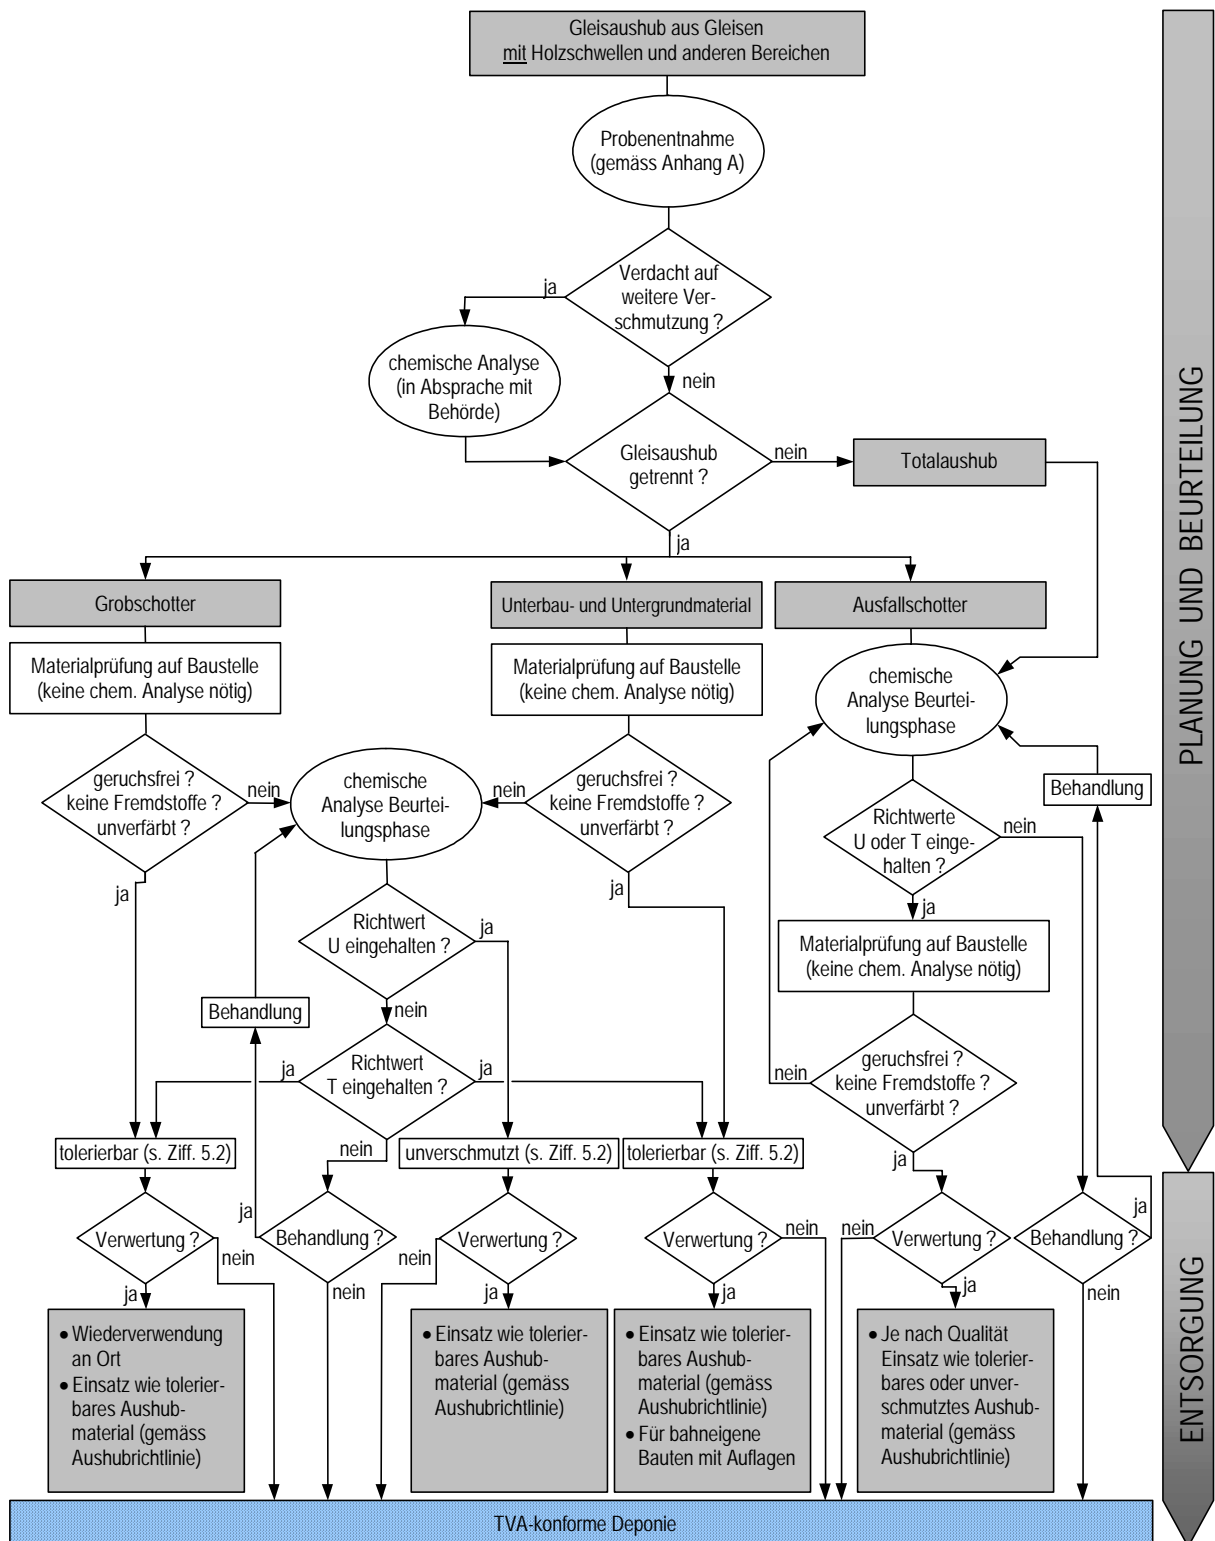 Gleisaushub aus Gleisen
mit Holzschwellen und anderen Bereichen
Probenentnahme
(gemäss Anhang A)
Verdacht auf
weitere Ver-
schmutzung ?
ja
nein
chemische Analyse
(in Absprache mit
Behörde)
Gleisaushub
getrennt ?
nein
ja
Totalaushub
Grobschotter
Unterbau- und Untergrundmaterial
Ausfallschotter
Materialprüfung auf Baustelle
(keine chem. Analyse nötig)
Materialprüfung auf Baustelle
(keine chem. Analyse nötig)
chemische
Analyse Beurtei-
lungsphase
geruchsfrei ?
keine Fremdstoffe ?
unverfärbt ?
nein
ja
chemische
Analyse Beurtei-
lungsphase
geruchsfrei ?
keine Fremdstoffe ?
unverfärbt ?
nein
ja
Behandlung
Richtwerte
U oder T einge-
halten ?
nein
ja
Richtwert
U eingehalten ?
ja
nein
Materialprüfung auf Baustelle
(keine chem. Analyse nötig)
Behandlung
Richtwert
T eingehalten ?
ja
ja
nein
geruchsfrei ?
keine Fremdstoffe ?
unverfärbt ?
nein
ja
tolerierbar (s. Ziff. 5.2)
unverschmutzt (s. Ziff. 5.2)
tolerierbar (s. Ziff. 5.2)
Verwertung ?
nein
ja
Behandlung ?
ja
nein
Verwertung ?
nein
ja
Verwertung ?
nein
ja
Verwertung ?
nein
ja
Behandlung ?
ja
nein
• Wiederverwendung
an Ort
• Einsatz wie tolerier-
bares Aushub-
material (gemäss
Aushubrichtlinie)
• Einsatz wie tolerier-
bares Aushub-
material (gemäss
Aushubrichtlinie)
• Einsatz wie tolerier-
bares Aushub-
material (gemäss
Aushubrichtlinie)
• Für bahneigene
Bauten mit Auflagen
• Je nach Qualität
Einsatz wie tolerier-
bares oder unver-
schmutztes Aushub-
material (gemäss
Aushubrichtlinie)
TVA-konforme Deponie
PLANUNG UND BEURTEILUNG
ENTSORGUNG